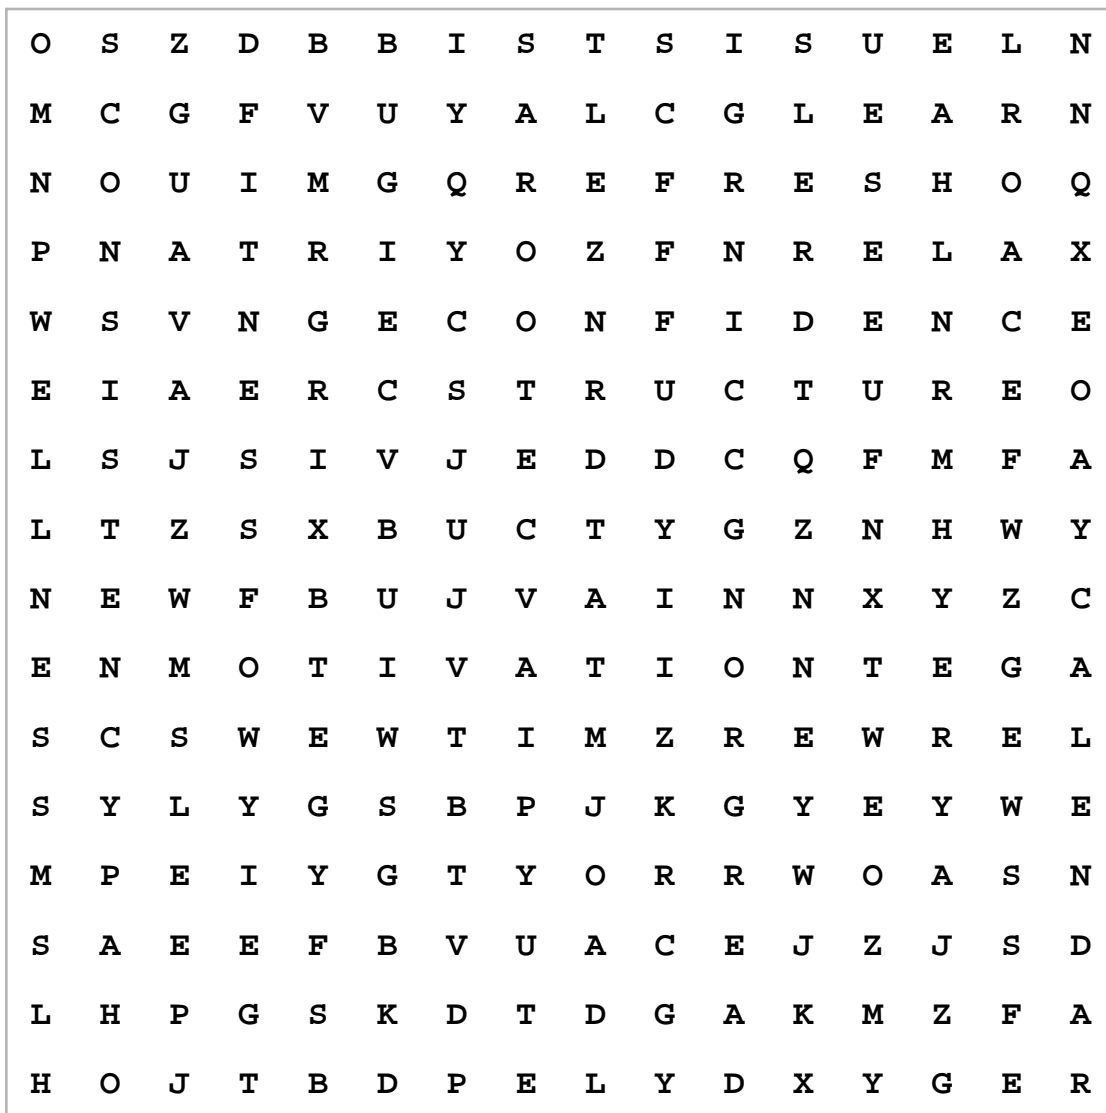 O S Z D B B I S T S I S U E L N
M C G F V U Y A L C G L E A R N
N O U I M G Q R E F R E S H O Q
P N A T R I Y O Z F N R E L A X
W S V N G E C O N F I D E N C E
E I A E R C S T R U C T U R E O
L S J S I V J E D D C Q F M F A
L T Z S X B U C T Y G Z N H W Y
N E W F B U J V A I N N X Y Z C
E N M O T I V A T I O N T E G A
S C S W E W T I M Z R E W R E L
S Y L Y G S B P J K G Y E Y W E
M P E I Y G T Y O R R W O A S N
S A E E F B V U A C E J Z J S D
L H P G S K D T D G A K M Z F A
H O J T B D P E L Y D X Y G E R